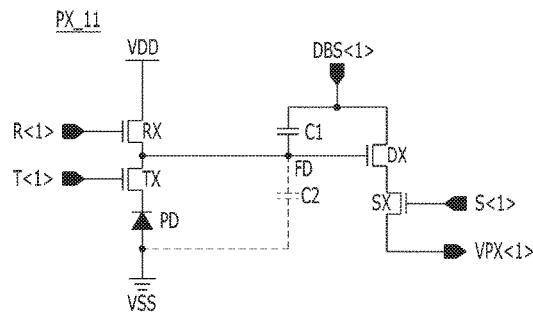 PX_11
VDD
DBS<1>
R<1>
RX
C1
DX
T<1>
TX
FD
C2
SX
S<1>
PD
VPX<1>
VSS